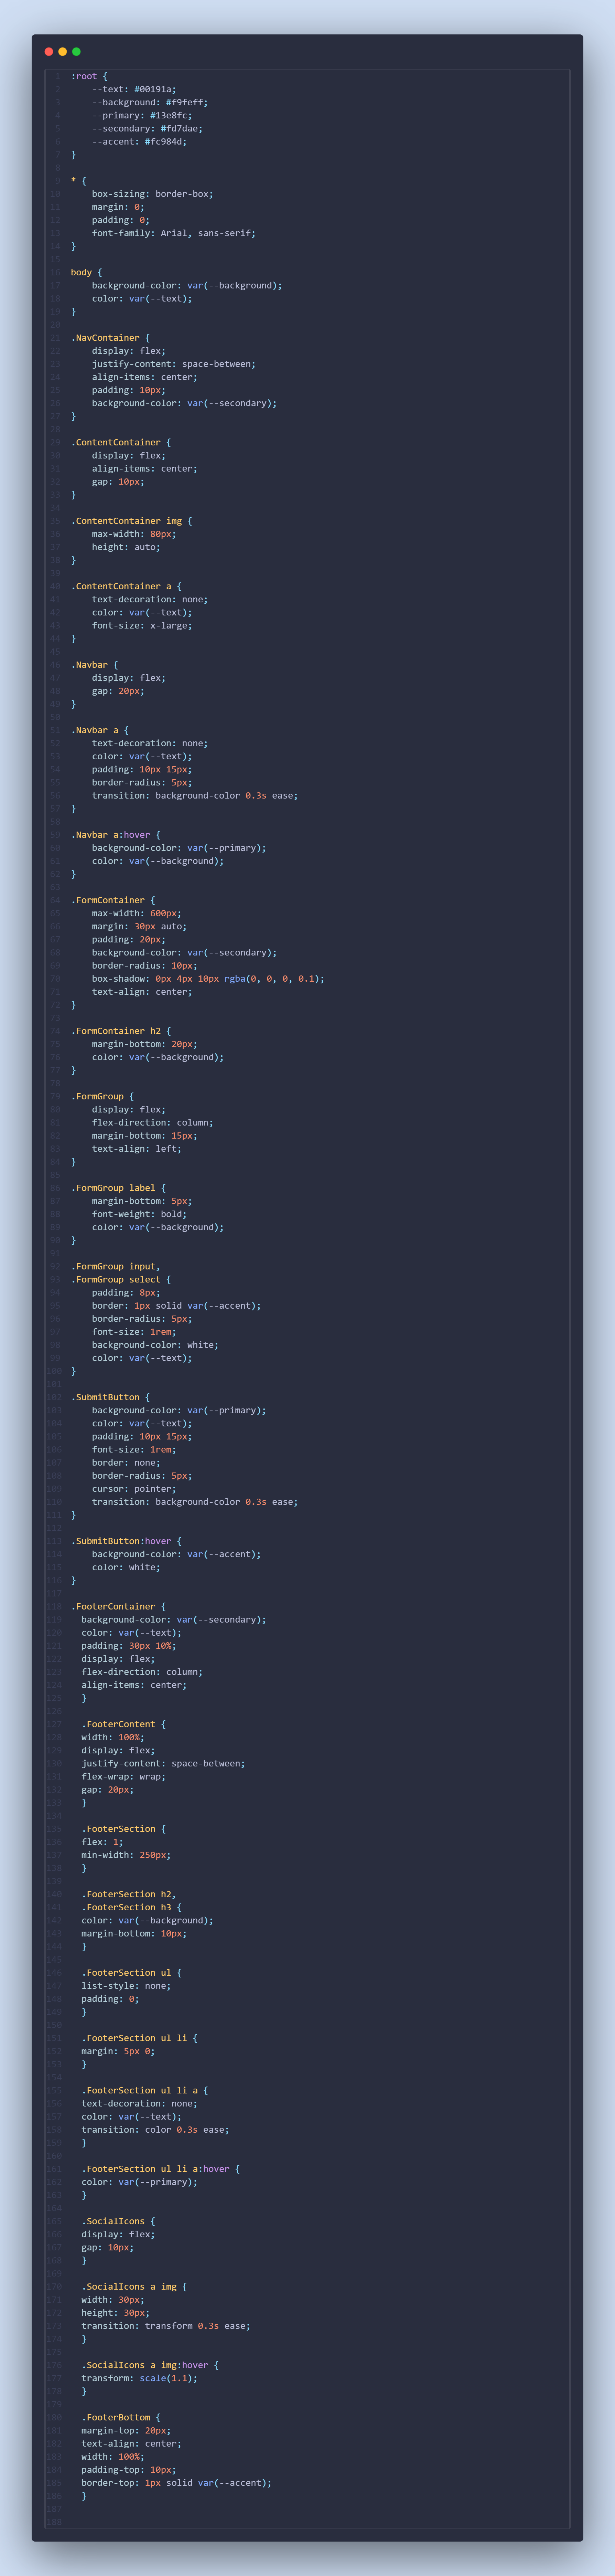 1 :root {
2 --text: #00191a;
3 --background: #f9feff;
4 --primary: #13e8fc;
5 --secondary: #fd7dae;
6 --accent: #fc984d;
7 }
8
9 * {
10 box-sizing: border-box;
11 margin: 0;
12 padding: 0;
13 font-family: Arial, sans-serif;
14 }
15
16 body {
17 background-color: var(--background);
18 color: var(--text);
19 }
20
21 .NavContainer {
22 display: flex;
23 justify-content: space-between;
24 align-items: center;
25 padding: 10px;
26 background-color: var(--secondary);
27 }
28
29 .ContentContainer {
30 display: flex;
31 align-items: center;
32 gap: 10px;
33 }
34
35 .ContentContainer img {
36 max-width: 80px;
37 height: auto;
38 }
39
40 .ContentContainer a {
41 text-decoration: none;
42 color: var(--text);
43 font-size: x-large;
44 }
45
46 .Navbar {
47 display: flex;
48 gap: 20px;
49 }
50
51 .Navbar a {
52 text-decoration: none;
53 color: var(--text);
54 padding: 10px 15px;
55 border-radius: 5px;
56 transition: background-color 0.3s ease;
57 }
58
59 .Navbar a:hover {
60 background-color: var(--primary);
61 color: var(--background);
62 }
63
64 .FormContainer {
65 max-width: 600px;
66 margin: 30px auto;
67 padding: 20px;
68 background-color: var(--secondary);
69 border-radius: 10px;
70 box-shadow: 0px 4px 10px rgba(0, 0, 0, 0.1);
71 text-align: center;
72 }
73
74 .FormContainer h2 {
75 margin-bottom: 20px;
76 color: var(--background);
77 }
78
79 .FormGroup {
80 display: flex;
81 flex-direction: column;
82 margin-bottom: 15px;
83 text-align: left;
84 }
85
86 .FormGroup label {
87 margin-bottom: 5px;
88 font-weight: bold;
89 color: var(--background);
90 }
91
92 .FormGroup input,
93 .FormGroup select {
94 padding: 8px;
95 border: 1px solid var(--accent);
96 border-radius: 5px;
97 font-size: 1rem;
98 background-color: white;
99 color: var(--text);
100 }
101
102 .SubmitButton {
103 background-color: var(--primary);
104 color: var(--text);
105 padding: 10px 15px;
106 font-size: 1rem;
107 border: none;
108 border-radius: 5px;
109 cursor: pointer;
110 transition: background-color 0.3s ease;
111 }
112
113 .SubmitButton:hover {
114 background-color: var(--accent);
115 color: white;
116 }
117
118 .FooterContainer {
119 background-color: var(--secondary);
120 color: var(--text);
121 padding: 30px 10%;
122 display: flex;
123 flex-direction: column;
124 align-items: center;
125 }
126
127 .FooterContent {
128 width: 100%;
129 display: flex;
130 justify-content: space-between;
131 flex-wrap: wrap;
132 gap: 20px;
133 }
134
135 .FooterSection {
136 flex: 1;
137 min-width: 250px;
138 }
139
140 .FooterSection h2,
141 .FooterSection h3 {
142 color: var(--background);
143 margin-bottom: 10px;
144 }
145
146 .FooterSection ul {
147 list-style: none;
148 padding: 0;
149 }
150
151 .FooterSection ul li {
152 margin: 5px 0;
153 }
154
155 .FooterSection ul li a {
156 text-decoration: none;
157 color: var(--text);
158 transition: color 0.3s ease;
159 }
160
161 .FooterSection ul li a:hover {
162 color: var(--primary);
163 }
164
165 .SocialIcons {
166 display: flex;
167 gap: 10px;
168 }
169
170 .SocialIcons a img {
171 width: 30px;
172 height: 30px;
173 transition: transform 0.3s ease;
174 }
175
176 .SocialIcons a img:hover {
177 transform: scale(1.1);
178 }
179
180 .FooterBottom {
181 margin-top: 20px;
182 text-align: center;
183 width: 100%;
184 padding-top: 10px;
185 border-top: 1px solid var(--accent);
186 }
187
188